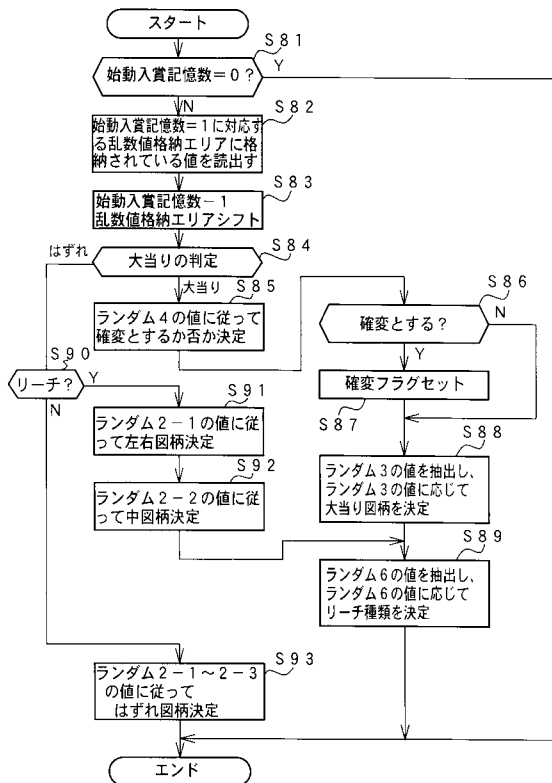 スタート
S81
始動入賞記憶数=0?
Y
N
S82
始動入賞記憶数=1に対応す
る乱数値格納エリアに格
納されている値を読出す
S83
始動入賞記憶数-1
乱数値格納エリアシフト
S84
はずれ
大当りの判定
大当り
S85
ランダム4の値に従って
確変とするか否か決定
S86
確変とする?
N
Y
確変フラグセット
S87
S90
リーチ?
Y
N
S91
ランダム2-1の値に従
って左右図柄決定
S92
ランダム2-2の値に従
って中図柄決定
S88
ランダム3の値を抽出し、
ランダム3の値に応じて
大当り図柄を決定
S89
ランダム6の値を抽出し、
ランダム6の値に応じて
リーチ種類を決定
S93
ランダム2-1~2-3
の値に従って
はずれ図柄決定
エンド